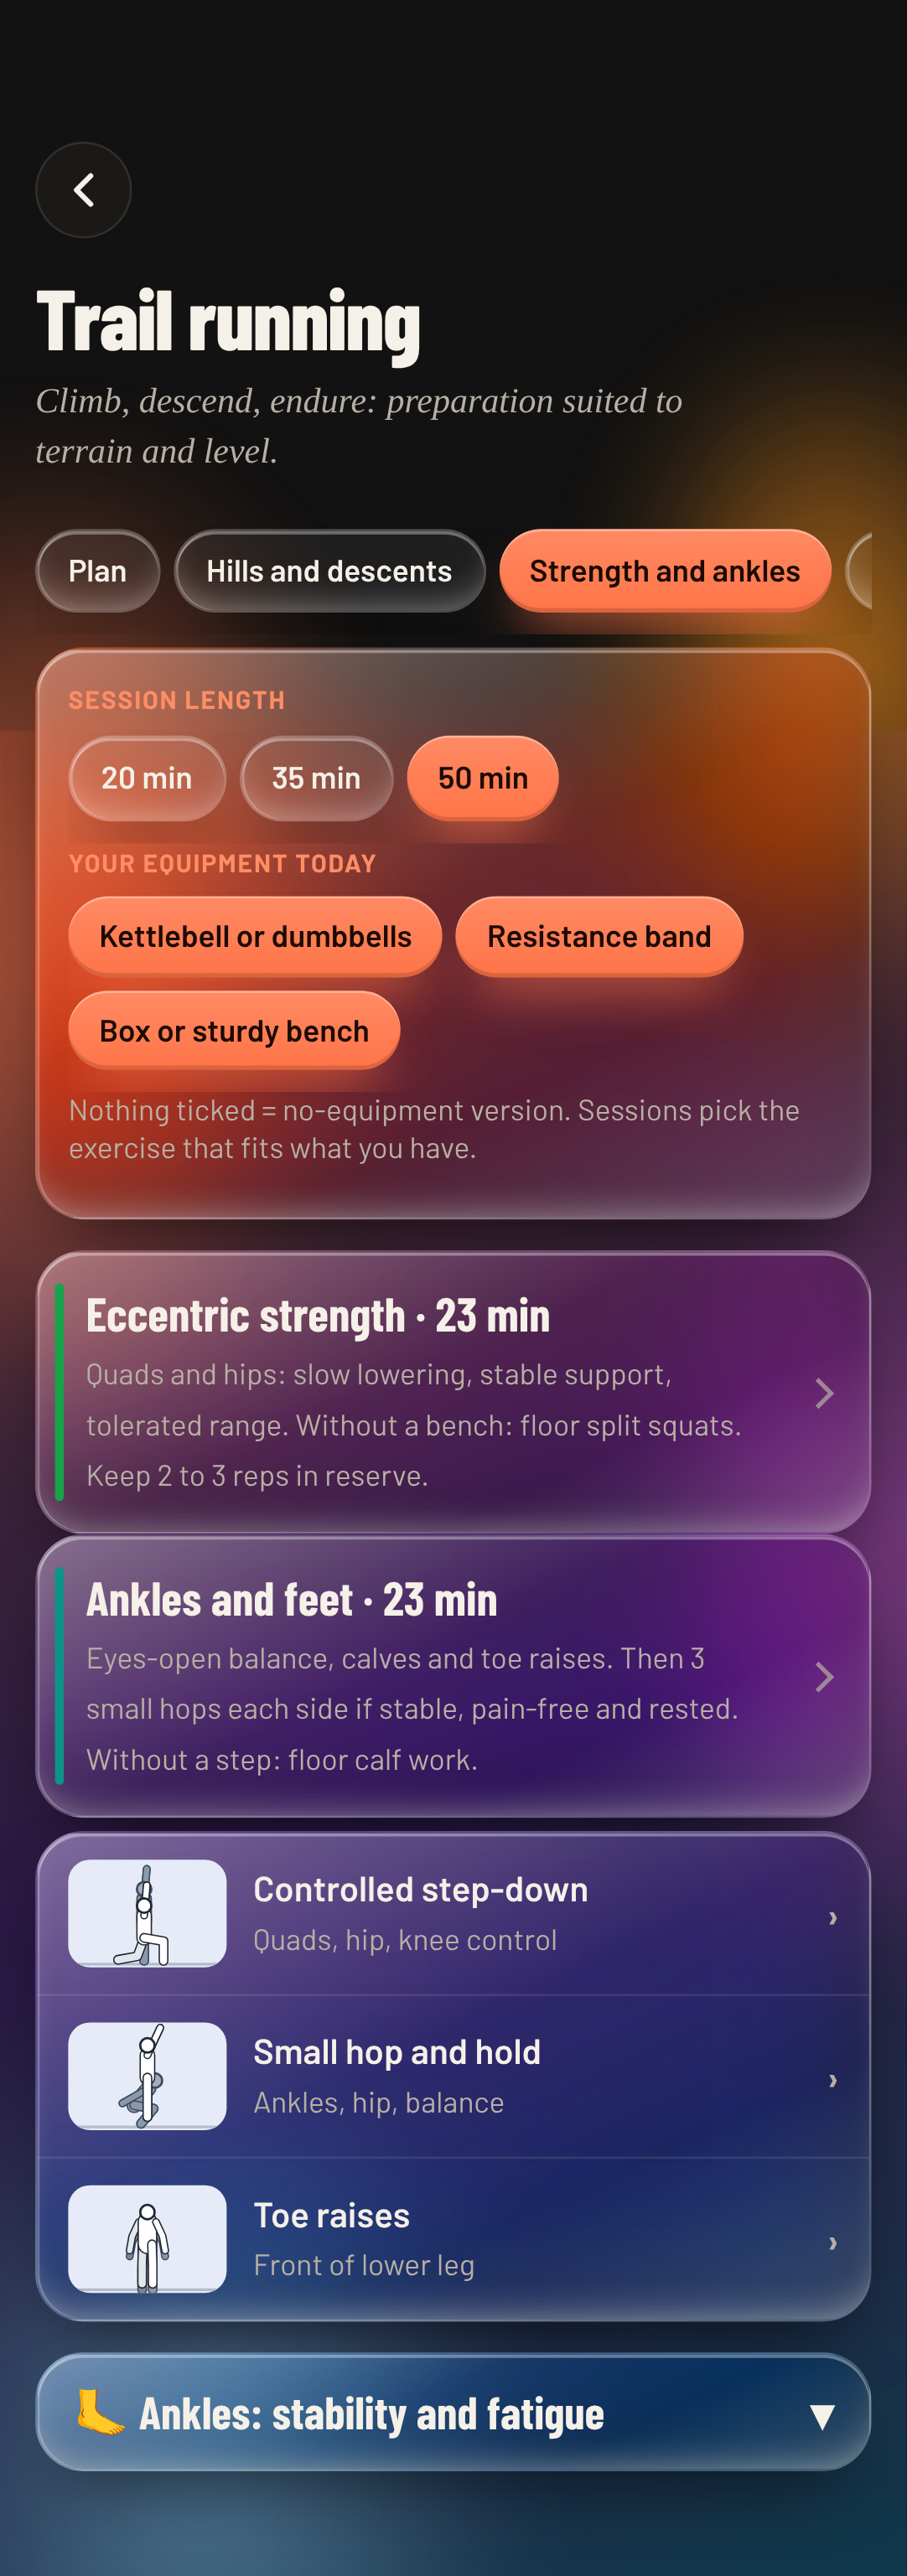 Trail running
Climb, descend, endure: preparation suited to
terrain and level.
Plan
Hills and descents
Strength and ankles
SESSION LENGTH
20 min
35 min
50 min
YOUR EQUIPMENT TODAY
Kettlebell or dumbbells
Resistance band
Box or sturdy bench
Nothing ticked = no-equipment version. Sessions pick the
exercise that fits what you have.
Eccentric strength · 23 min
Quads and hips: slow lowering, stable support,
tolerated range. Without a bench: floor split squats.
Keep 2 to 3 reps in reserve.
Ankles and feet · 23 min
Eyes-open balance, calves and toe raises. Then 3
small hops each side if stable, pain-free and rested.
Without a step: floor calf work.
Controlled step-down
Quads, hip, knee control
Small hop and hold
Ankles, hip, balance
Toe raises
Front of lower leg
Ankles: stability and fatigue